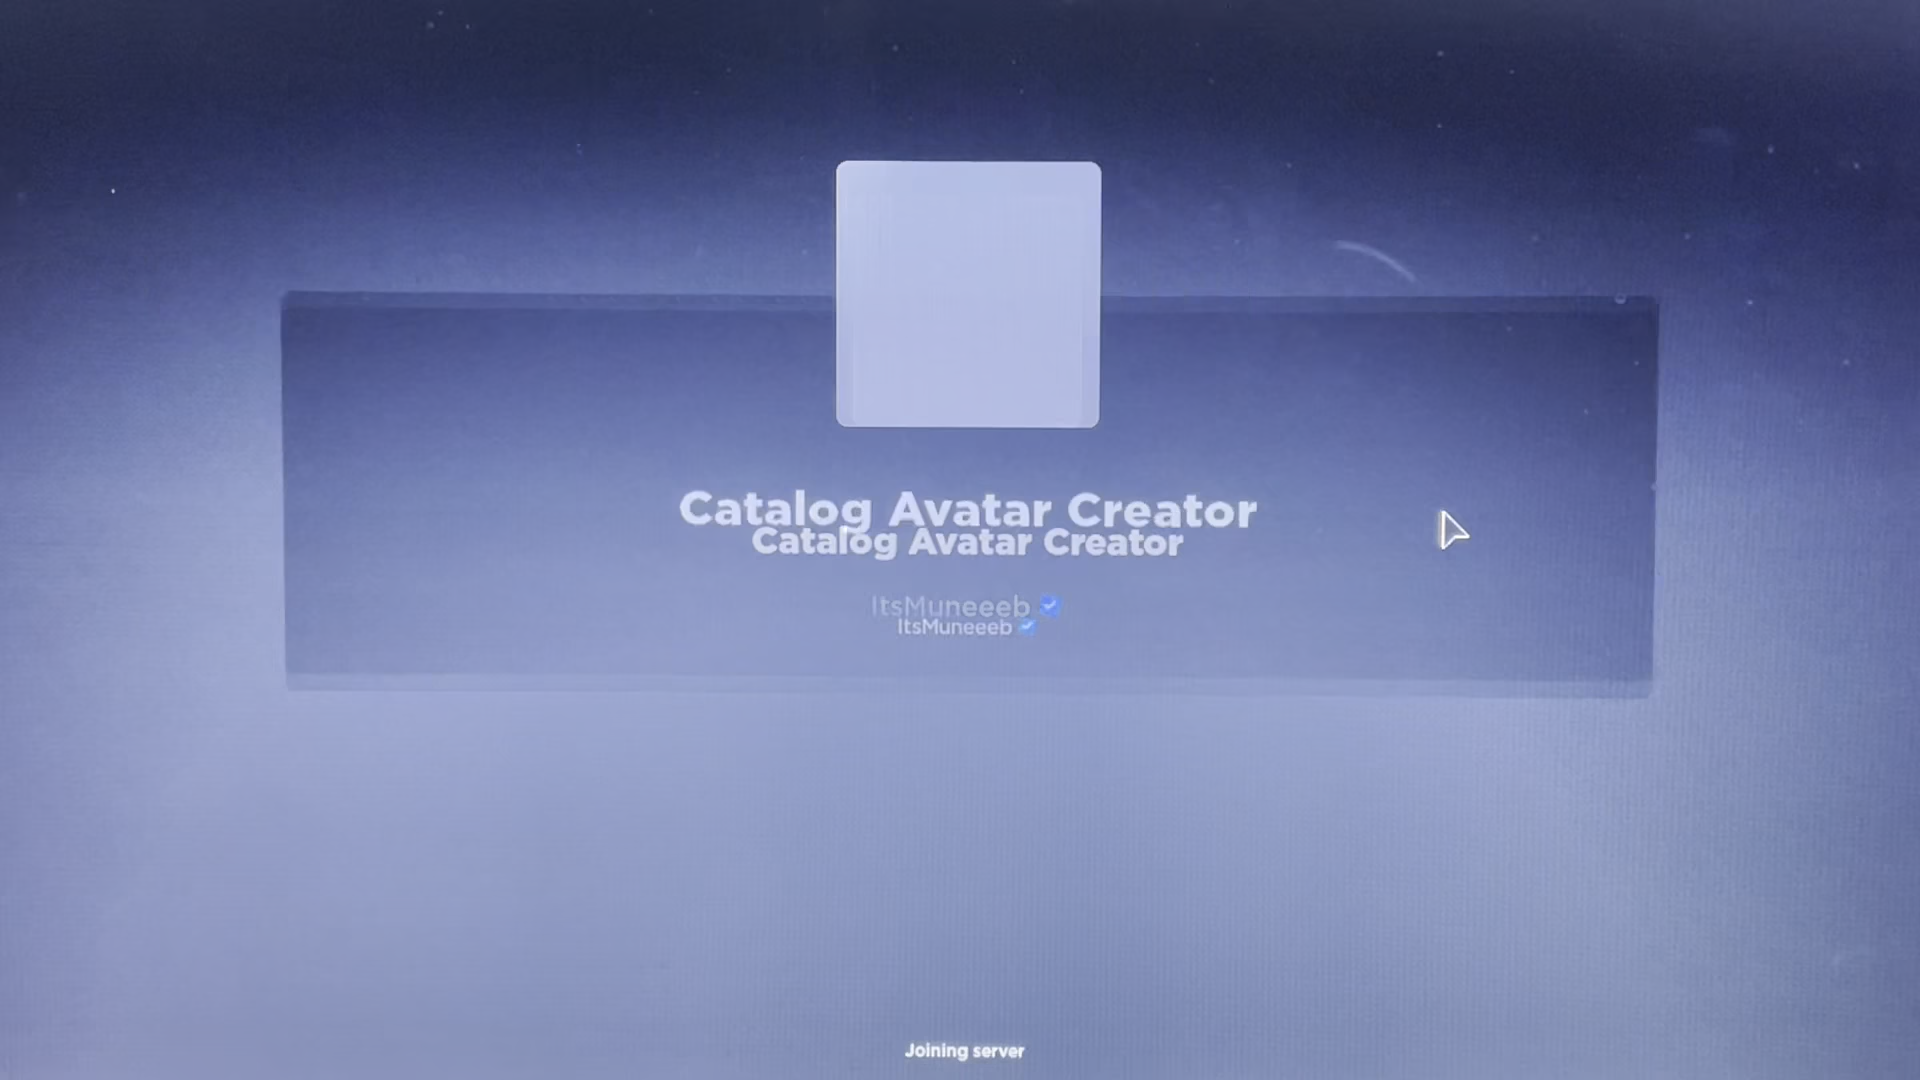 Catalog Avatar Creator
Catalog Avatar Creator
ItsMuneeeb
ItsMuneeeb
Joining server